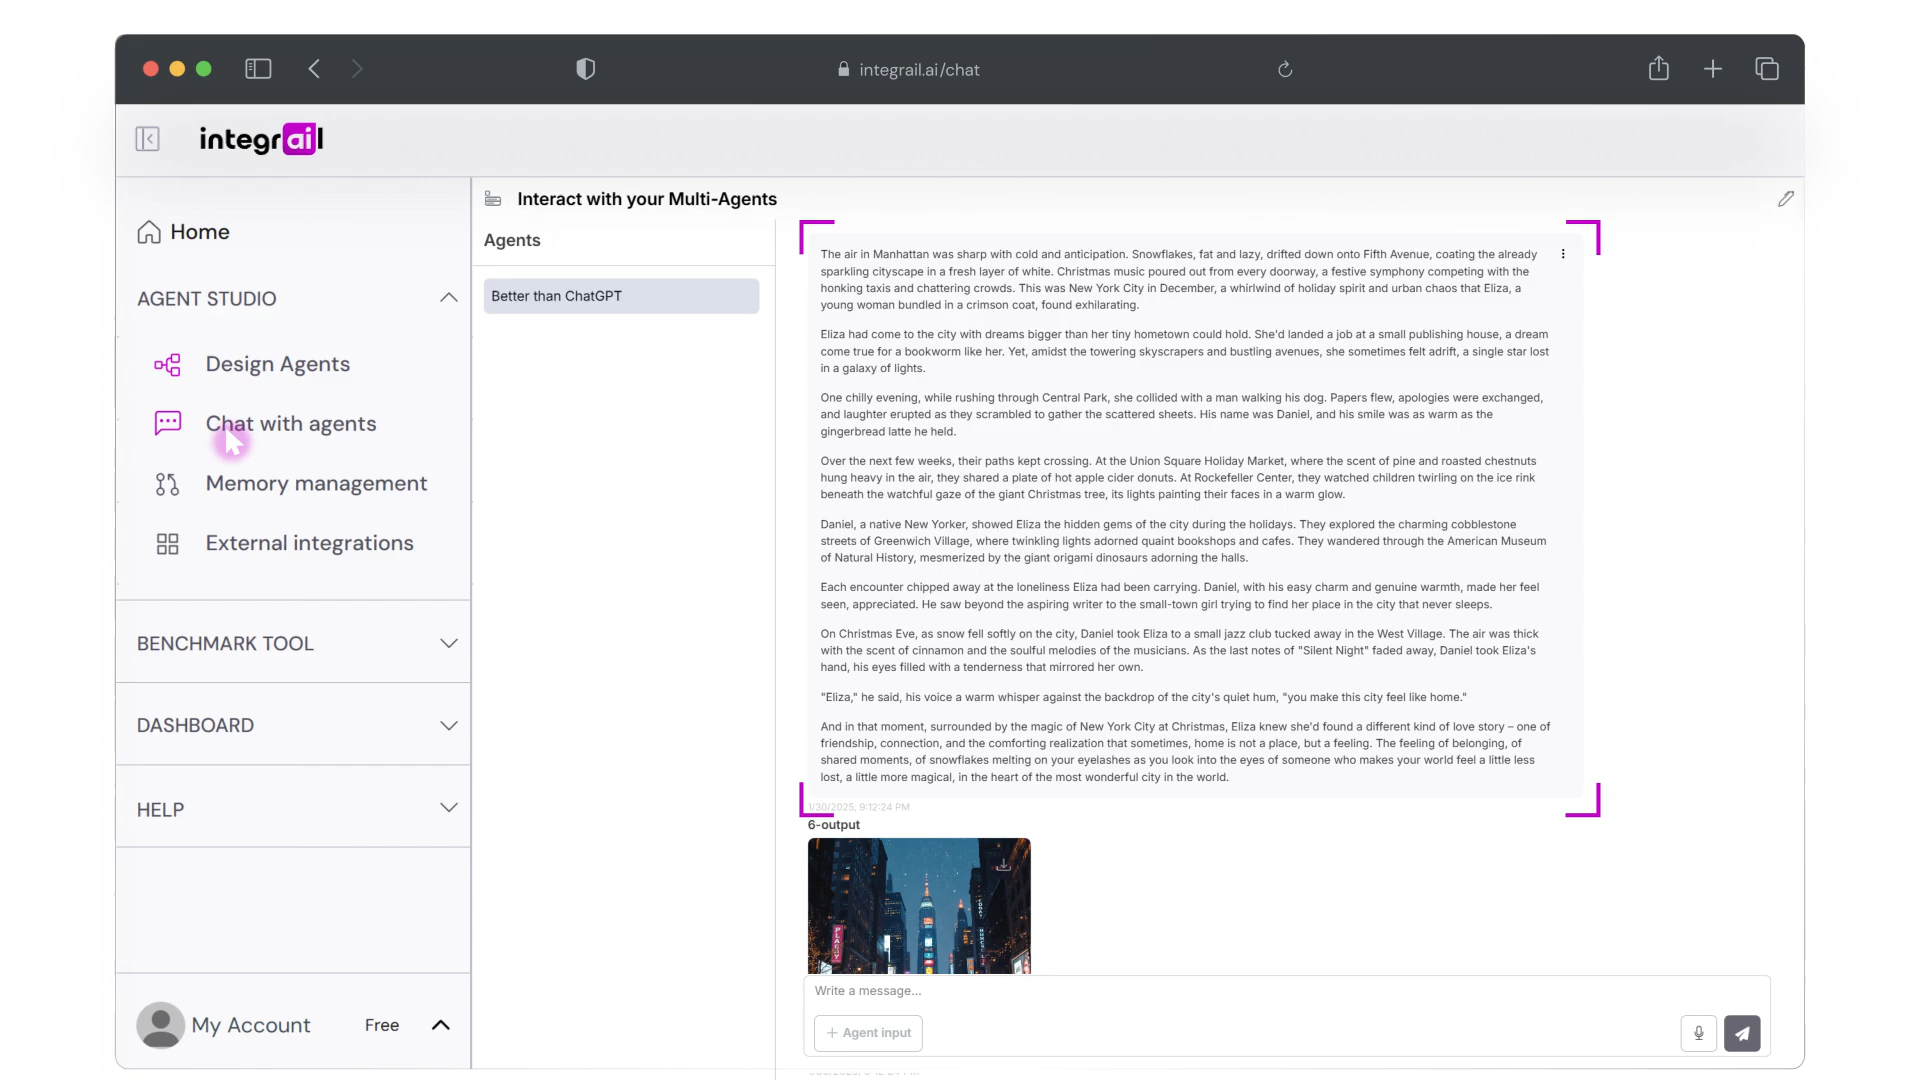 integrail.ai/chat
integrail
Interact with your Multi-Agents
Home
Agents
AGENT STUDIO
Better than ChatGPT
Design Agents
Chat with agents
Memory management
External integrations
BENCHMARK TOOL
DASHBOARD
HELP
My Account
Free
The air in Manhattan was sharp with cold and anticipation. Snowflakes, fat and lazy, drifted down onto Fifth Avenue, coating the already
sparkling cityscape in a fresh layer of white. Christmas music poured out from every doorway, a festive symphony competing with the
honking taxis and chattering crowds. This was New York City in December, a whirlwind of holiday spirit and urban chaos that Eliza, a
young woman bundled in a crimson coat, found exhilarating.
Eliza had come to the city with dreams bigger than her tiny hometown could hold. She'd landed a job at a small publishing house, a dream
come true for a bookworm like her. Yet, amidst the towering skyscrapers and bustling avenues, she sometimes felt adrift, a single star lost
in a galaxy of lights.
One chilly evening, while rushing through Central Park, she collided with a man walking his dog. Papers flew, apologies were exchanged,
and laughter erupted as they scrambled to gather the scattered sheets. His name was Daniel, and his smile was as warm as the
gingerbread latte he held.
Over the next few weeks, their paths kept crossing. At the Union Square Holiday Market, where the scent of pine and roasted chestnuts
hung heavy in the air, they shared a plate of hot apple cider donuts. At Rockefeller Center, they watched children twirling on the ice rink
beneath the watchful gaze of the giant Christmas tree, its lights painting their faces in a warm glow.
Daniel, a native New Yorker, showed Eliza the hidden gems of the city during the holidays. They explored the charming cobblestone
streets of Greenwich Village, where twinkling lights adorned quaint bookshops and cafes. They wandered through the American Museum
of Natural History, mesmerized by the giant origami dinosaurs adorning the halls.
Each encounter chipped away at the loneliness Eliza had been carrying. Daniel, with his easy charm and genuine warmth, made her feel
seen, appreciated. He saw beyond the aspiring writer to the small-town girl trying to find her place in the city that never sleeps.
On Christmas Eve, as snow fell softly on the city, Daniel took Eliza to a small jazz club tucked away in the West Village. The air was thick
with the scent of cinnamon and the soulful melodies of the musicians. As the last notes of "Silent Night" faded away, Daniel took Eliza's
hand, his eyes filled with a tenderness that mirrored her own.
"Eliza," he said, his voice a warm whisper against the backdrop of the city's quiet hum, "you make this city feel like home."
And in that moment, surrounded by the magic of New York City at Christmas, Eliza knew she'd found a different kind of love story – one of
friendship, connection, and the comforting realization that sometimes, home is not a place, but a feeling. The feeling of belonging, of
shared moments, of snowflakes melting on your eyelashes as you look into the eyes of someone who makes your world feel a little less
lost, a little more magical, in the heart of the most wonderful city in the world.
1/30/2025, 9:12:24 PM
6-output
Write a message...
+ Agent input